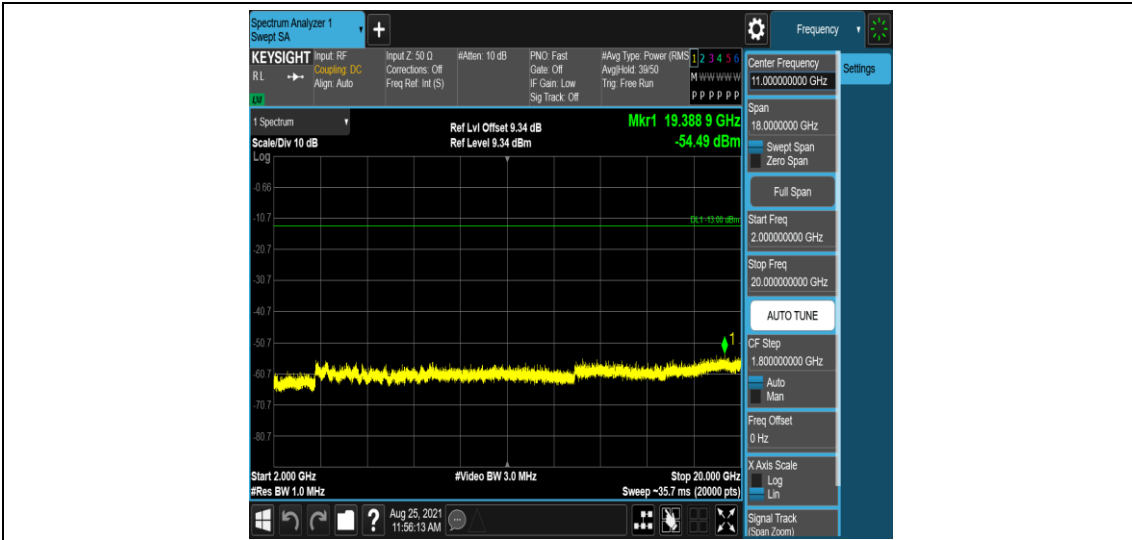 Spectrum Analyzer 1
Swept SA
+
Frequency
KEYSIGHT
RL
LNI
Input: RF
Coupling: DC
Align: Auto
Input Z: 50 Ω
Corrections: Off
Freq Ref: Int (S)
#Atten: 10 dB
PNO: Fast
Gate: Off
IF Gain: Low
Sig Track: Off
#Avg Type: Power (RMS
Avg|Hold: 39/50
Trig: Free Run
1 2 3 4 5 6
M W W W W W
P P P P P P
1 Spectrum
Scale/Div 10 dB
Log
Ref Lvl Offset 9.34 dB
Ref Level 9.34 dBm
Mkr1 19.388 9 GHz
-54.49 dBm
-0.66
-10.7
DL1 -13.00 dBm
-20.7
-30.7
-40.7
-50.7
1
-60.7
-70.7
-80.7
Start 2.000 GHz
#Res BW 1.0 MHz
#Video BW 3.0 MHz
Stop 20.000 GHz
Sweep ~35.7 ms (20000 pts)
?
Aug 25, 2021
11:56:13 AM
Center Frequency
11.000000000 GHz
Settings
Span
18.0000000 GHz
Swept Span
Zero Span
Full Span
Start Freq
2.000000000 GHz
Stop Freq
20.000000000 GHz
AUTO TUNE
CF Step
1.800000000 GHz
Auto
Man
Freq Offset
0 Hz
X Axis Scale
Log
Lin
Signal Track
(Span Zoom)